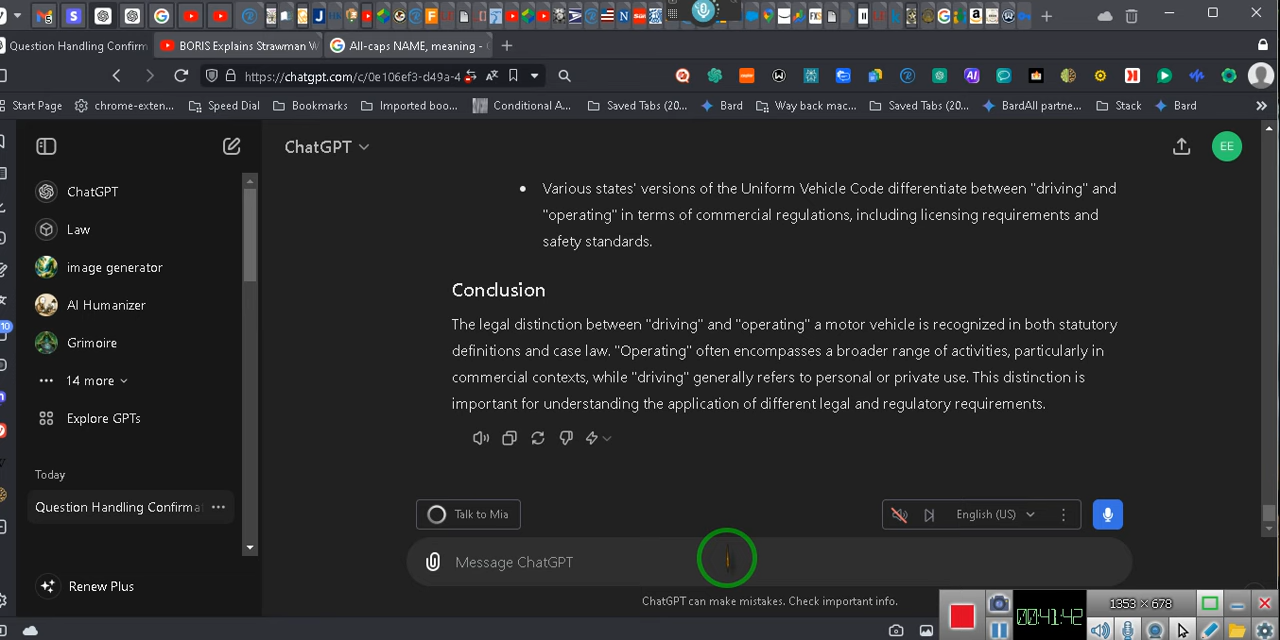 Question Handling Confirm
BORIS Explains Strawman W
All-caps NAME, meaning -
https://chatgpt.com/c/0e106ef3-d49a-4
Start Page
chrome-exten...
Speed Dial
Bookmarks
Imported boo...
Conditional A...
Saved Tabs (20...
Bard
Way back mac...
Saved Tabs (20...
BardAll partne...
Stack
Bard
ChatGPT
EE
ChatGPT
Law
image generator
AI Humanizer
Grimoire
14 more
Explore GPTs
Today
Question Handling Confirma
Renew Plus
• Various states' versions of the Uniform Vehicle Code differentiate between "driving" and
"operating" in terms of commercial regulations, including licensing requirements and
safety standards.
Conclusion
The legal distinction between "driving" and "operating" a motor vehicle is recognized in both statutory
definitions and case law. "Operating" often encompasses a broader range of activities, particularly in
commercial contexts, while "driving" generally refers to personal or private use. This distinction is
important for understanding the application of different legal and regulatory requirements.
Talk to Mia
English (US)
Message ChatGPT
ChatGPT can make mistakes. Check important info.
00:41:42
1353 × 678
10